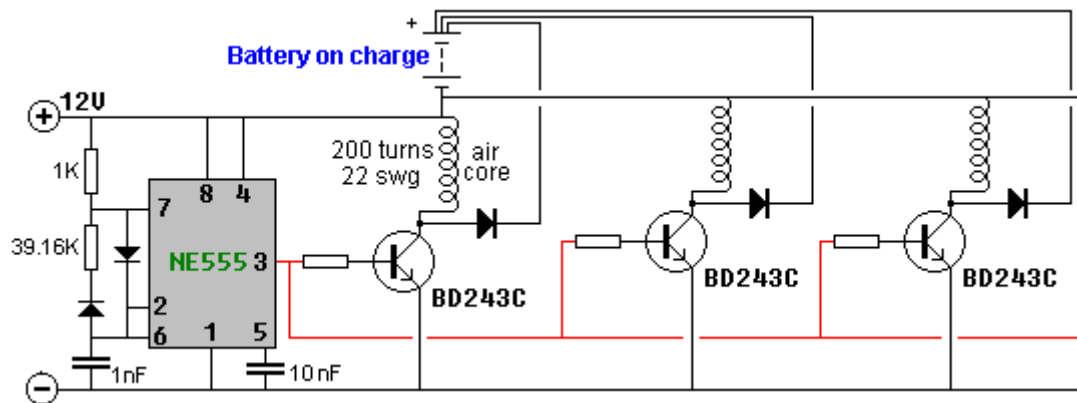 +
Battery on charge
+ 12V
1K
200 turns
22 swg
air
core
8 4
7
39.16K
NE555 3
2
6 1 5
BD243C
BD243C
BD243C
1nF
10nF